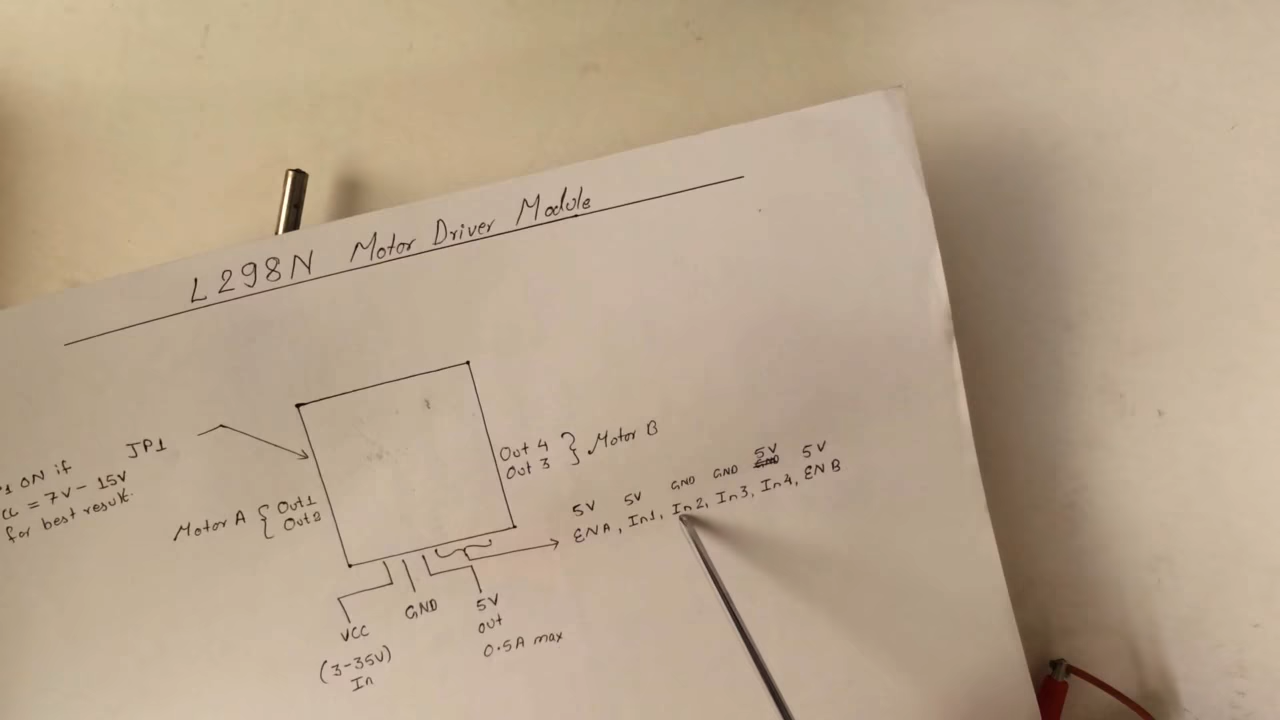 L298N Motor Driver Module
JP1
ON if
= 7V - 15V
for best result.
Motor A { Out1
Out2
Out 4 } Motor B
Out 3
5V 5V GND GND 5V 5V
ENA, In1, In2, In3, In4, ENB
VCC
(3-35V)
In
GND
5V
out
0.5A max